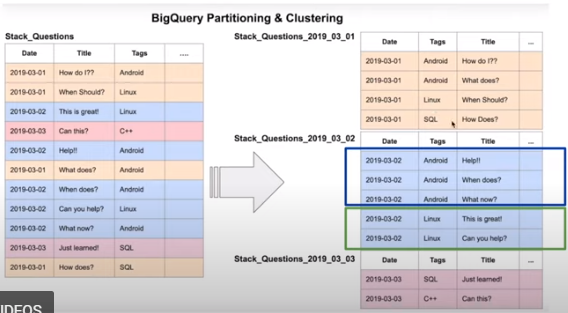 BigQuery Partitioning & Clustering
Stack_Questions
Date Title Tags ....
2019-03-01 How do I?? Android
2019-03-01 When Should? Linux
2019-03-02 This is great! Linux
2019-03-03 Can this? C++
2019-03-02 Help!! Android
2019-03-01 What does? Android
2019-03-02 When does? Android
2019-03-02 Can you help? Linux
2019-03-02 What now? Android
2019-03-03 Just learned! SQL
2019-03-01 How does? SQL
Stack_Questions_2019_03_01
Date Tags Title ...
2019-03-01 Android How do I??
2019-03-01 Android What does?
2019-03-01 Linux When Should?
2019-03-01 SQL How Does?
Stack_Questions_2019_03_02
Date Tags Title ...
2019-03-02 Android Help!!
2019-03-02 Android When does?
2019-03-02 Android What now?
2019-03-02 Linux This is great!
2019-03-02 Linux Can you help?
Stack_Questions_2019_03_03
Date Tags Title ...
2019-03-03 SQL Just learned!
2019-03-03 C++ Can this?